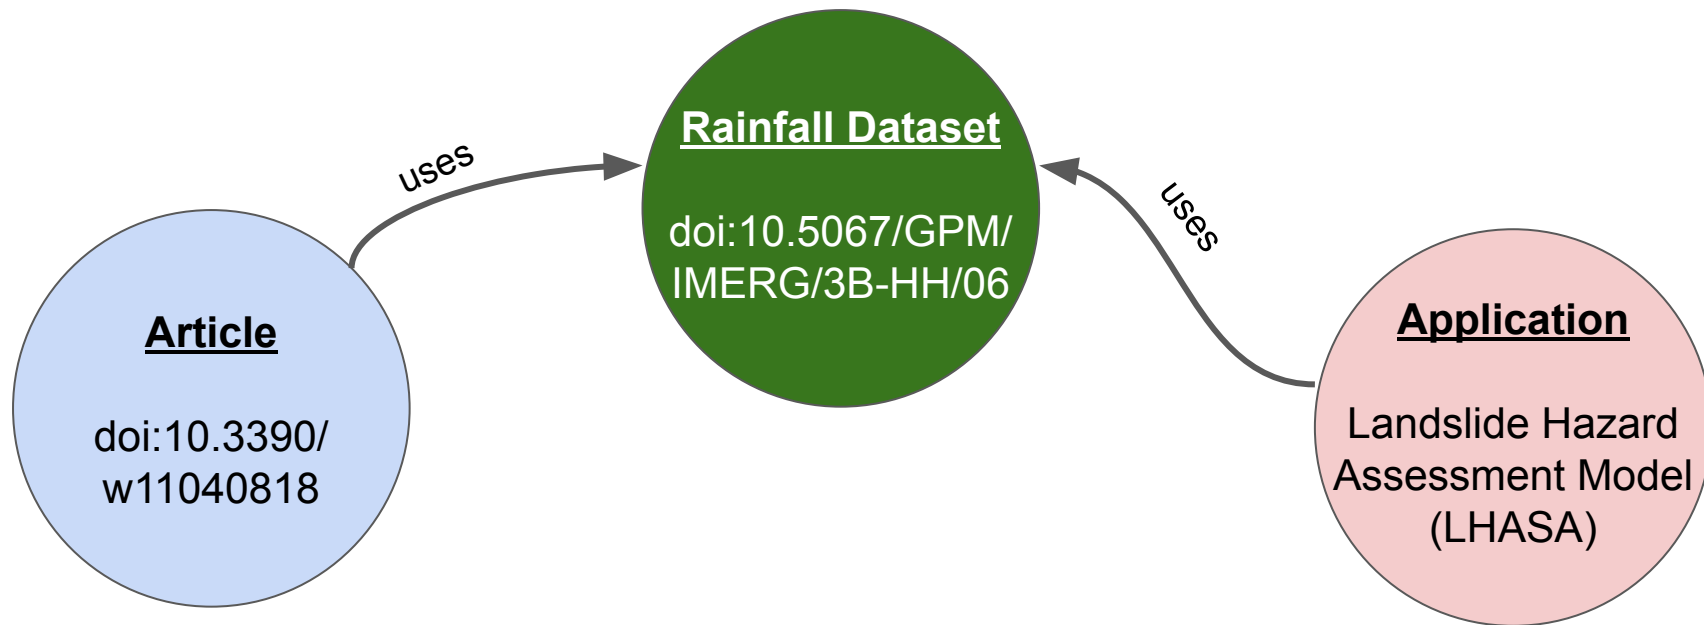 Rainfall Dataset
doi:10.5067/GPM/
IMERG/3B-HH/06
uses
uses
Article
doi:10.3390/
w11040818
Application
Landslide Hazard
Assessment Model
(LHASA)